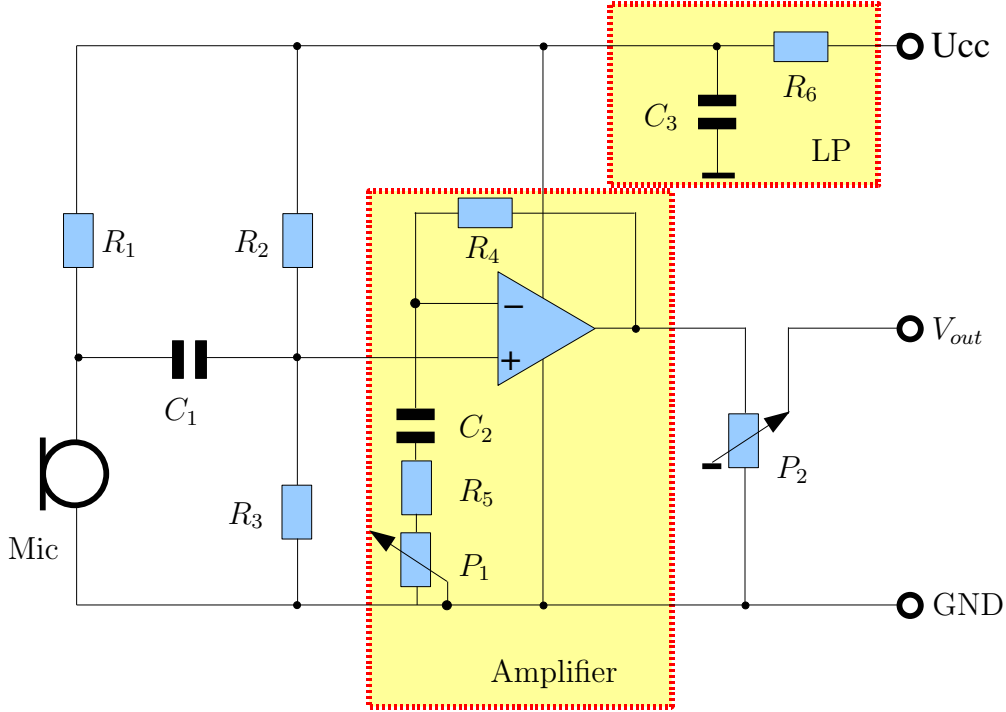 Ucc
R6
C3
LP
R1
R2
R4
−
Vout
+
C1
C2
P2
R5
R3
Mic
P1
GND
Amplifier